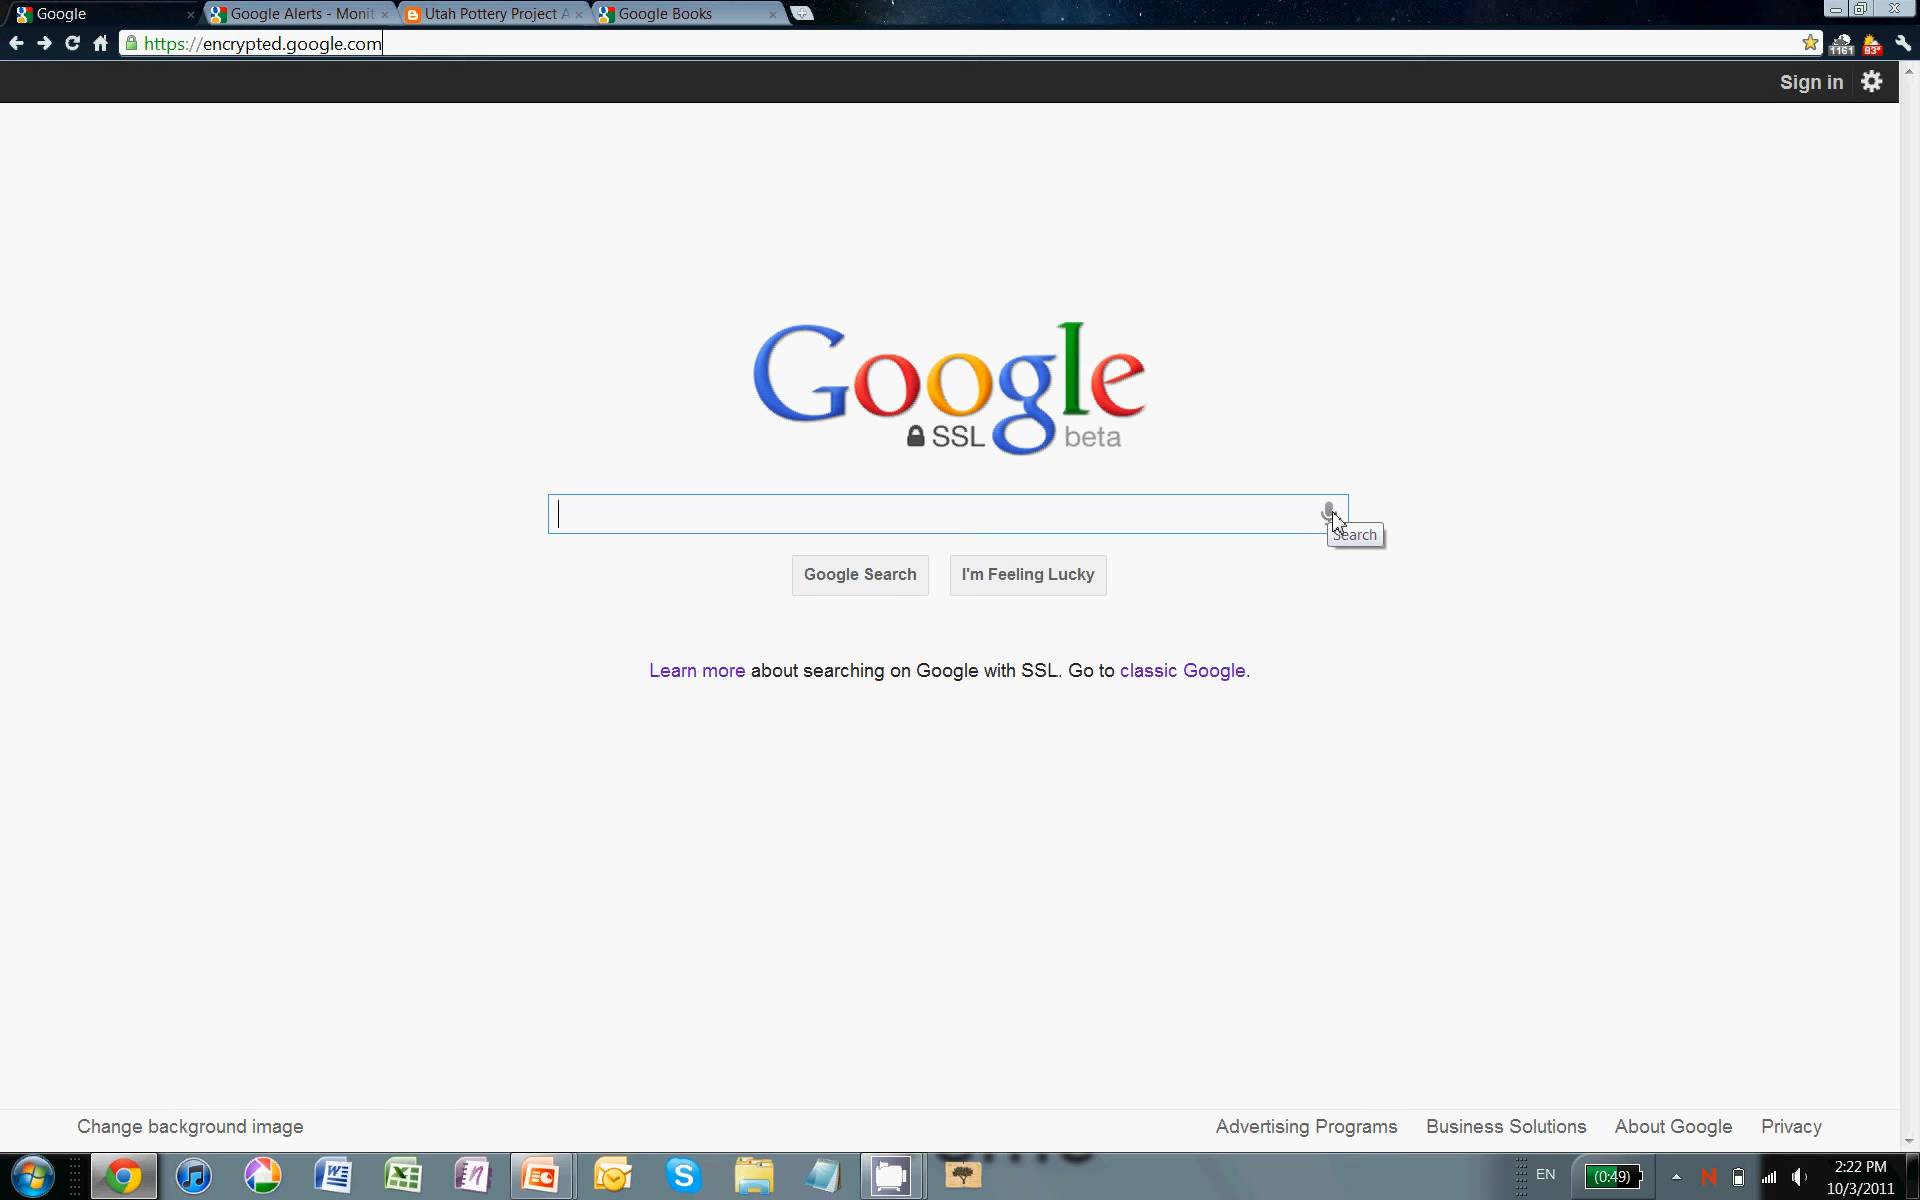 Google
Google Alerts - Monit
Utah Pottery Project A
Google Books
https://encrypted.google.com
1161
83°
Sign in
Google
SSL beta
Search
Google Search
I'm Feeling Lucky
Learn more about searching on Google with SSL. Go to classic Google.
Change background image
Advertising Programs
Business Solutions
About Google
Privacy
EN
(0:49)
N
2:22 PM
10/3/2011